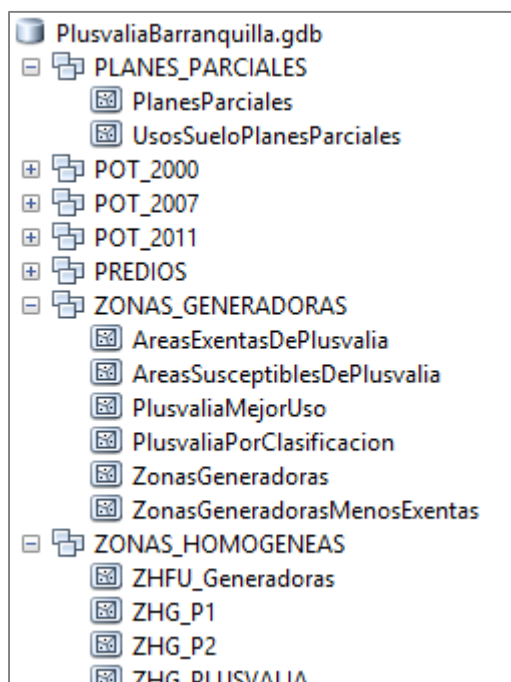 PlusvaliaBarranquilla.gdb
PLANES_PARCIALES
PlanesParciales
UsosSueloPlanesParciales
POT_2000
POT_2007
POT_2011
PREDIOS
ZONAS_GENERADORAS
AreasExentasDePlusvalia
AreasSusceptiblesDePlusvalia
PlusvaliaMejorUso
PlusvaliaPorClasificacion
ZonasGeneradoras
ZonasGeneradorasMenosExentas
ZONAS_HOMOGENEAS
ZHFU_Generadoras
ZHG_P1
ZHG_P2
ZHG_PLUSVALIA